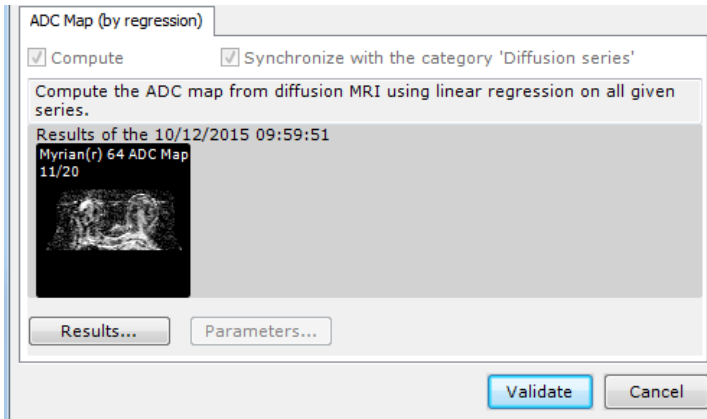 ADC Map (by regression)
Compute
Synchronize with the category 'Diffusion series'
Compute the ADC map from diffusion MRI using linear regression on all given
series.
Results of the 10/12/2015 09:59:51
Myrian(r) 64 ADC Map
11/20
Results...
Parameters...
Validate
Cancel